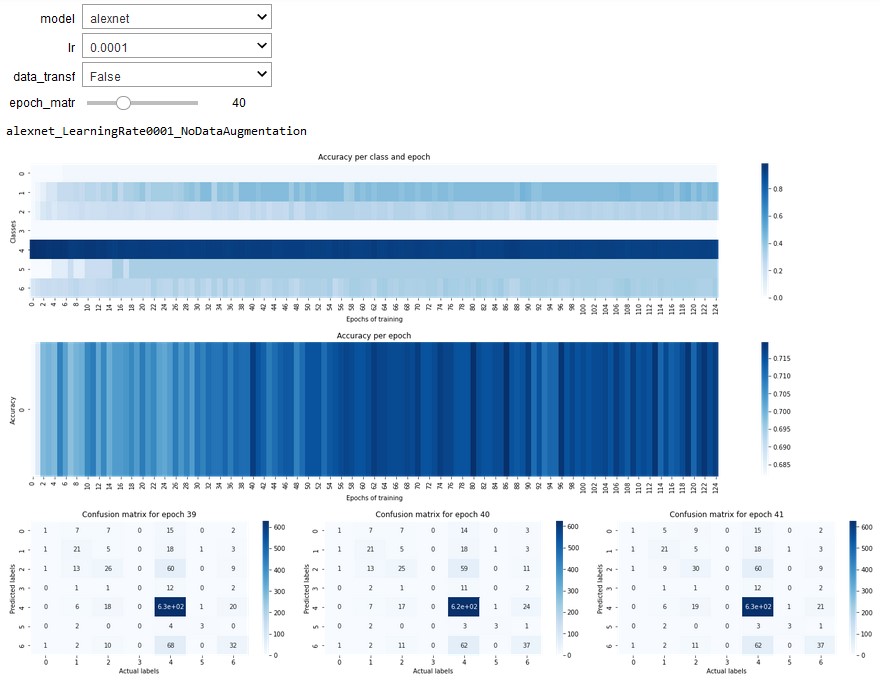 model alexnet
lr 0.0001
data_transf False
epoch_matr 40
alexnet_LearningRate0001_NoDataAugmentation
Accuracy per class and epoch
Classes
0
1
2
3
4
5
6
0 2 4 6 8 10 12 14 16 18 20 22 24 26 28 30 32 34 36 38 40 42 44 46 48 50 52 54 56 58 60 62 64 66 68 70 72 74 76 78 80 82 84 86 88 90 92 94 96 98 100 102 104 106 108 110 112 114 116 118 120 122 124
Epochs of training
0.8
0.6
0.4
0.2
0.0
Accuracy per epoch
Accuracy
0
0 2 4 6 8 10 12 14 16 18 20 22 24 26 28 30 32 34 36 38 40 42 44 46 48 50 52 54 56 58 60 62 64 66 68 70 72 74 76 78 80 82 84 86 88 90 92 94 96 98 100 102 104 106 108 110 112 114 116 118 120 122 124
Epochs of training
0.715
0.710
0.705
0.700
0.695
0.690
0.685
Confusion matrix for epoch 39
Predicted labels
0 1 7 7 0 15 0 2
1 1 21 5 0 18 1 3
2 1 13 26 0 60 0 9
3 0 1 1 0 12 0 2
4 0 6 18 0 6.3e+02 1 20
5 0 2 0 0 4 3 0
6 1 2 10 0 68 0 32
0 1 2 3 4 5 6
Actual labels
600
500
400
300
200
100
0
Confusion matrix for epoch 40
Predicted labels
0 1 7 7 0 14 0 3
1 1 21 5 0 18 1 3
2 1 13 25 0 59 0 11
3 0 2 1 0 11 0 2
4 0 7 17 0 6.2e+02 1 24
5 0 2 0 0 3 3 1
6 1 2 11 0 62 0 37
0 1 2 3 4 5 6
Actual labels
600
500
400
300
200
100
0
Confusion matrix for epoch 41
Predicted labels
0 1 5 9 0 15 0 2
1 1 21 5 0 18 1 3
2 1 9 30 0 60 0 9
3 0 1 1 0 12 0 2
4 0 6 19 0 6.3e+02 1 21
5 0 2 0 0 3 3 1
6 1 2 11 0 62 0 37
0 1 2 3 4 5 6
Actual labels
600
500
400
300
200
100
0